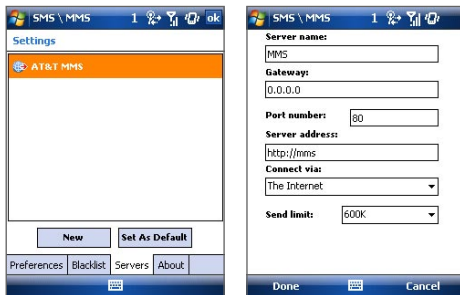 SMS \ MMS 1 ok
Settings
AT&T MMS
New Set As Default
Preferences Blacklist Servers About
SMS \ MMS 1
Server name:
MMS
Gateway:
0.0.0.0
Port number: 80
Server address:
http://mms
Connect via:
The Internet
Send limit: 600K
Done Cancel